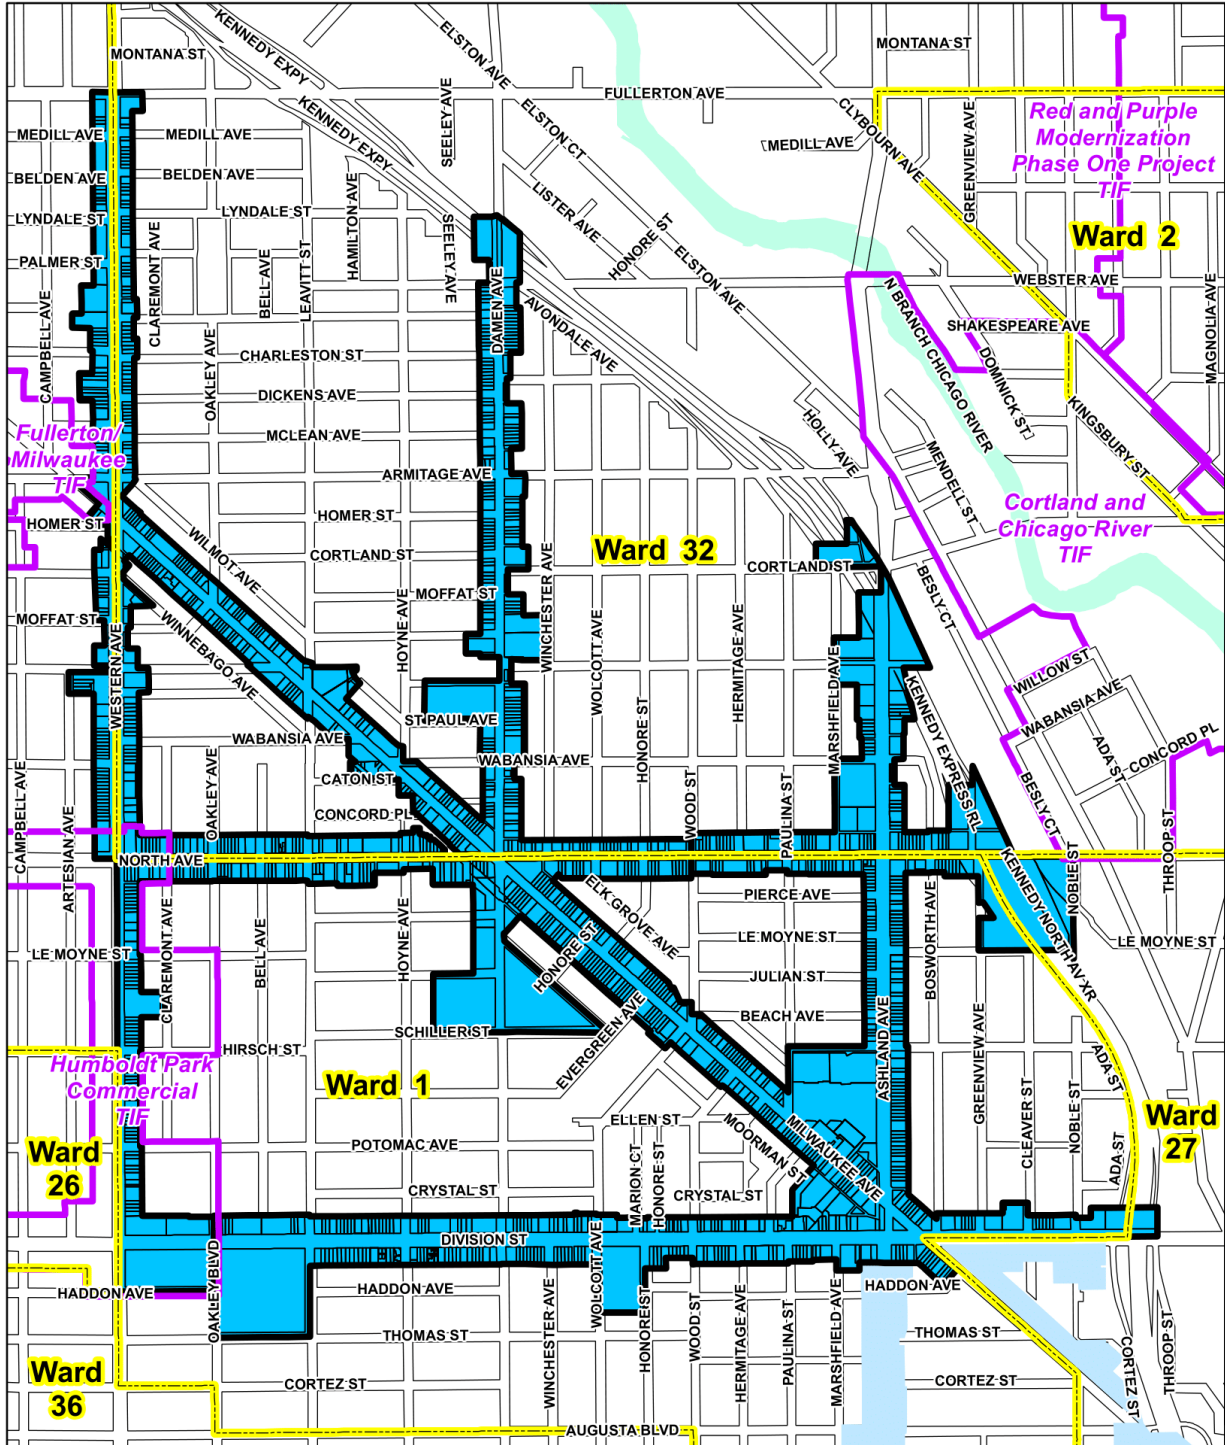 MONTANA ST
KENNEDY EXPY
ELSTON AVE
MONTANA ST
KENNEDY EXPY
SEELEY AVE
ELSTON CT
FULLERTON AVE
CLYBOURN AVE
GREENVIEW AVE
Red and Purple
Modernization
Phase One Project
TIF
MEDILL AVE
MEDILL AVE
MEDILL AVE
BELDEN AVE
BELDEN AVE
LYNDALE ST
LYNDALE ST
HAMILTON AVE
LISTER AVE
HONORE ST
ELSTON AVE
Ward 2
PALMER ST
CLAREMONT AVE
BELL AVE
LEAVITT ST
SEELEY AVE
DAMEN AVE
AVONDALE AVE
N BRANCH CHICAGO RIVER
WEBSTER AVE
CAMPBELL AVE
OAKLEY AVE
CHARLESTON ST
SHAKESPEARE AVE
DOMINICK ST
MAGNOLIA AVE
DICKENS AVE
KINGSBURY ST
Fullerton/
Milwaukee
TIF
MCLEAN AVE
HOLLY AVE
ARMITAGE AVE
MENDELL ST
HOMER ST
WILMOT AVE
HOMER ST
Cortland and
Chicago River
TIF
CORTLAND ST
WINCHESTER AVE
Ward 32
CORTLAND ST
BESLY CT
MOFFAT ST
MOFFAT ST
WESTERN AVE
WINNEBAGO AVE
HOYNE AVE
WOLCOTT AVE
HERMITAGE AVE
MARSHFIELD AVE
WILLOW ST
WABANSIA AVE
ST PAUL AVE
HONORE ST
KENNEDY EXPRESS RL
ADA ST
CONCORD PL
WABANSIA AVE
WABANSIA AVE
CAMPBELL AVE
ARTESIAN AVE
OAKLEY AVE
CATON ST
CONCORD PL
WOOD ST
PAULINA ST
BESLY CT
THROOP ST
NORTH AVE
NOBLE ST
KENNEDY NORTH AV XR
ELK GROVE AVE
PIERCE AVE
BOSWORTH AVE
LE MOYNE ST
CLAREMONT AVE
BELL AVE
HOYNE AVE
HONORE ST
LE MOYNE ST
LE MOYNE ST
JULIAN ST
EVERGREEN AVE
BEACH AVE
ASHLAND AVE
GREENVIEW AVE
SCHILLER ST
HIRSCH ST
Humboldt Park
Commercial
TIF
Ward 1
ADA ST
CLEAVER ST
NOBLE ST
ELLEN ST
MOORMAN ST
MILWAUKEE AVE
Ward
27
Ward
26
POTOMAC AVE
MARION CT
HONORE ST
CRYSTAL ST
CRYSTAL ST
ADA ST
DIVISION ST
OAKLEY BLVD
WOLCOTT AVE
HADDON AVE
HADDON AVE
HADDON AVE
WINCHESTER AVE
HONORE ST
WOOD ST
HERMITAGE AVE
PAULINA ST
MARSHFIELD AVE
THOMAS ST
THOMAS ST
CORTEZ ST
THROOP ST
Ward
36
CORTEZ ST
CORTEZ ST
AUGUSTA BLVD